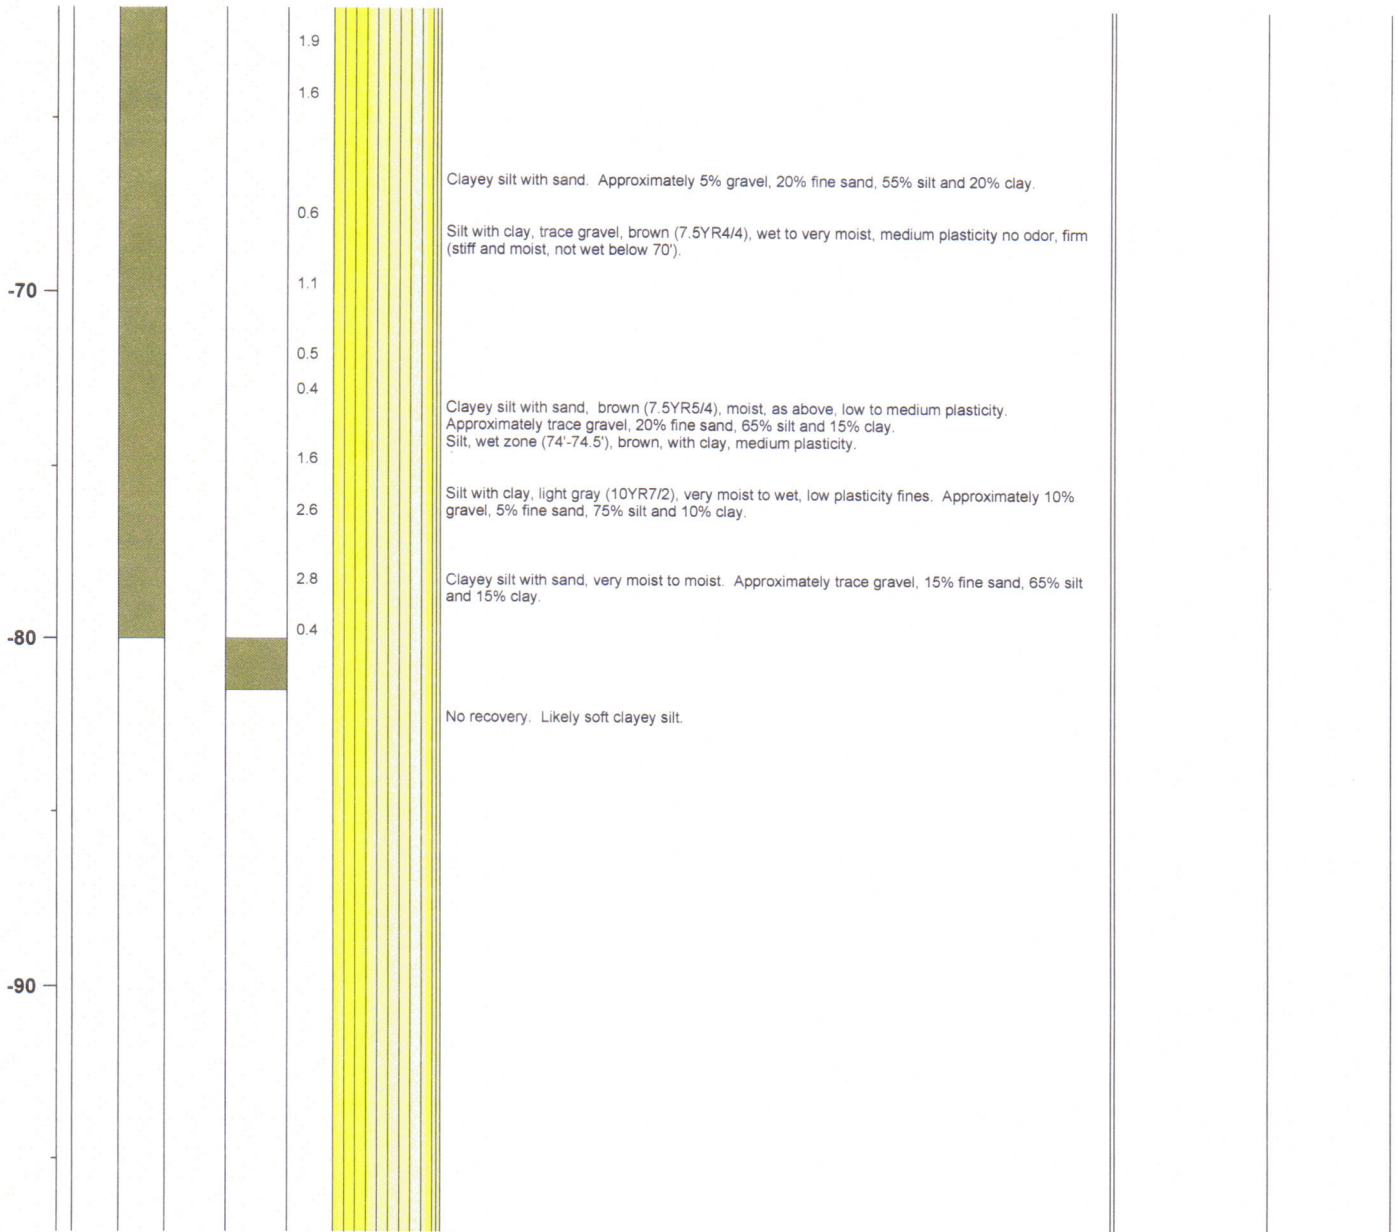 1.9
1.6
Clayey silt with sand. Approximately 5% gravel, 20% fine sand, 55% silt and 20% clay.
0.6
Silt with clay, trace gravel, brown (7.5YR4/4), wet to very moist, medium plasticity no odor, firm
(stiff and moist, not wet below 70').
-70
1.1
0.5
0.4
Clayey silt with sand, brown (7.5YR5/4), moist, as above, low to medium plasticity.
Approximately trace gravel, 20% fine sand, 65% silt and 15% clay.
Silt, wet zone (74'-74.5'), brown, with clay, medium plasticity.
1.6
Silt with clay, light gray (10YR7/2), very moist to wet, low plasticity fines. Approximately 10%
gravel, 5% fine sand, 75% silt and 10% clay.
2.6
2.8
Clayey silt with sand, very moist to moist. Approximately trace gravel, 15% fine sand, 65% silt
and 15% clay.
-80
0.4
No recovery. Likely soft clayey silt.
-90